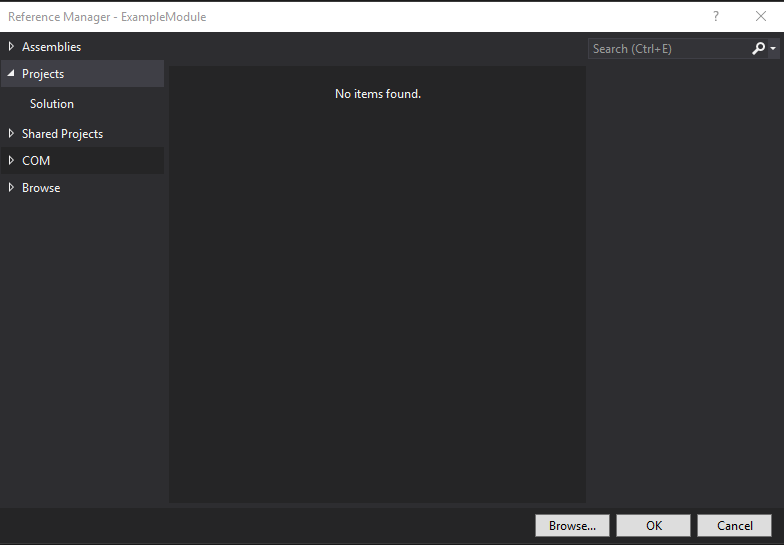 Reference Manager - ExampleModule
?
Assemblies
Search (Ctrl+E)
Projects
No items found.
Solution
Shared Projects
COM
Browse
Browse...
OK
Cancel